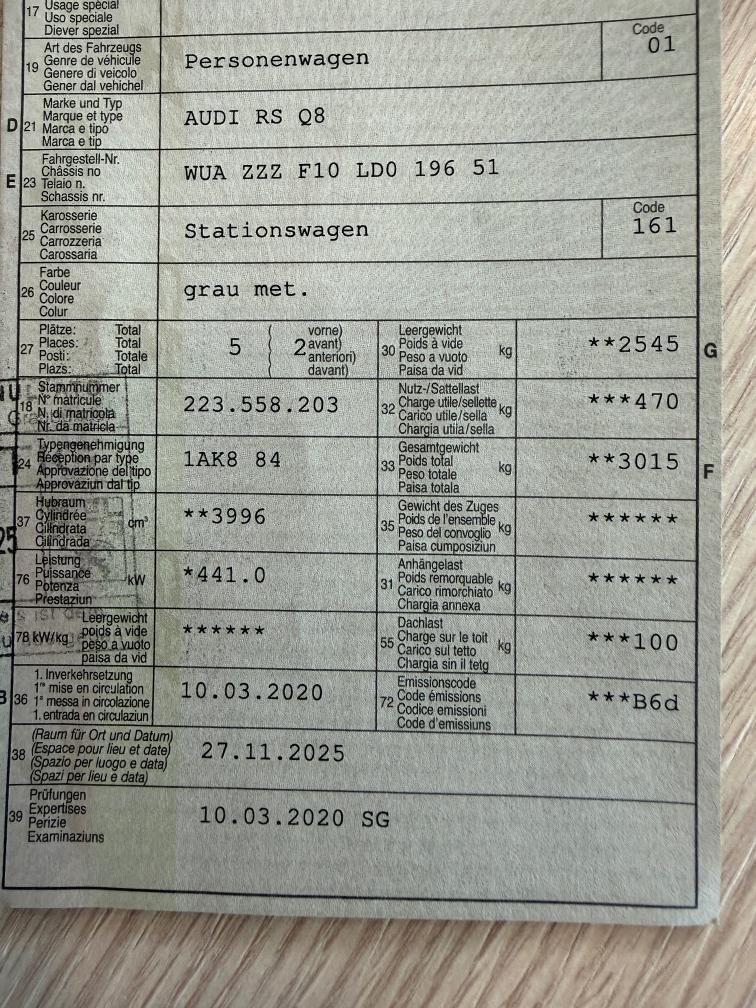 17 Usage spécial
Uso speciale
Diever spezial
19 Art des Fahrzeugs
Genre de véhicule
Genere di veicolo
Gener dal vehichel
Personenwagen
Code
01
D 21 Marke und Typ
Marque et type
Marca e tipo
Marca e tip
AUDI RS Q8
E 23 Fahrgestell-Nr.
Châssis no
Telaio n.
Schassis nr.
WUA ZZZ F10 LD0 196 51
25 Karosserie
Carrosserie
Carrozzeria
Carossaria
Stationswagen
Code
161
26 Farbe
Couleur
Colore
Colur
grau met.
27 Plätze: Total
Places: Total
Posti: Totale
Plazs: Total
5 ( 2 vorne)
avant)
anteriori)
davant)
30 Leergewicht
Poids à vide
Peso a vuoto
Paisa da vid
kg
**2545 G
18 Stammnummer
N° matricule
N. di matricola
Nr. da matricla
223.558.203
32 Nutz-/Sattellast
Charge utile/sellette
Carico utile/sella
Chargia utila/sella
kg
***470
24 Typengenehmigung
Réception par type
Approvazione del tipo
Approvaziun dal tip
1AK8 84
33 Gesamtgewicht
Poids total
Peso totale
Paisa totala
kg
**3015 F
37 Hubraum
Cylindrée
Cilindrata
Cilindrada
cm³
**3996
35 Gewicht des Zuges
Poids de l'ensemble
Peso del convoglio
Paisa cumposiziun
kg
******
76 Leistung
Puissance
Potenza
Prestaziun
kW
*441.0
31 Anhängelast
Poids remorquable
Carico rimorchiato
Chargia annexa
kg
******
78 kW/kg Leergewicht
poids à vide
peso a vuoto
paisa da vid
******
55 Dachlast
Charge sur le toit
Carico sul tetto
Chargia sin il tetg
kg
***100
B 36 1. Inverkehrsetzung
1re mise en circulation
1a messa in circolazione
1. entrada en circulaziun
10.03.2020
72 Emissionscode
Code émissions
Codice emissioni
Code d'emissiuns
***B6d
38 (Raum für Ort und Datum)
(Espace pour lieu et date)
(Spazio per luogo e data)
(Spazi per lieu e data)
27.11.2025
39 Prüfungen
Expertises
Perizie
Examinaziuns
10.03.2020 SG